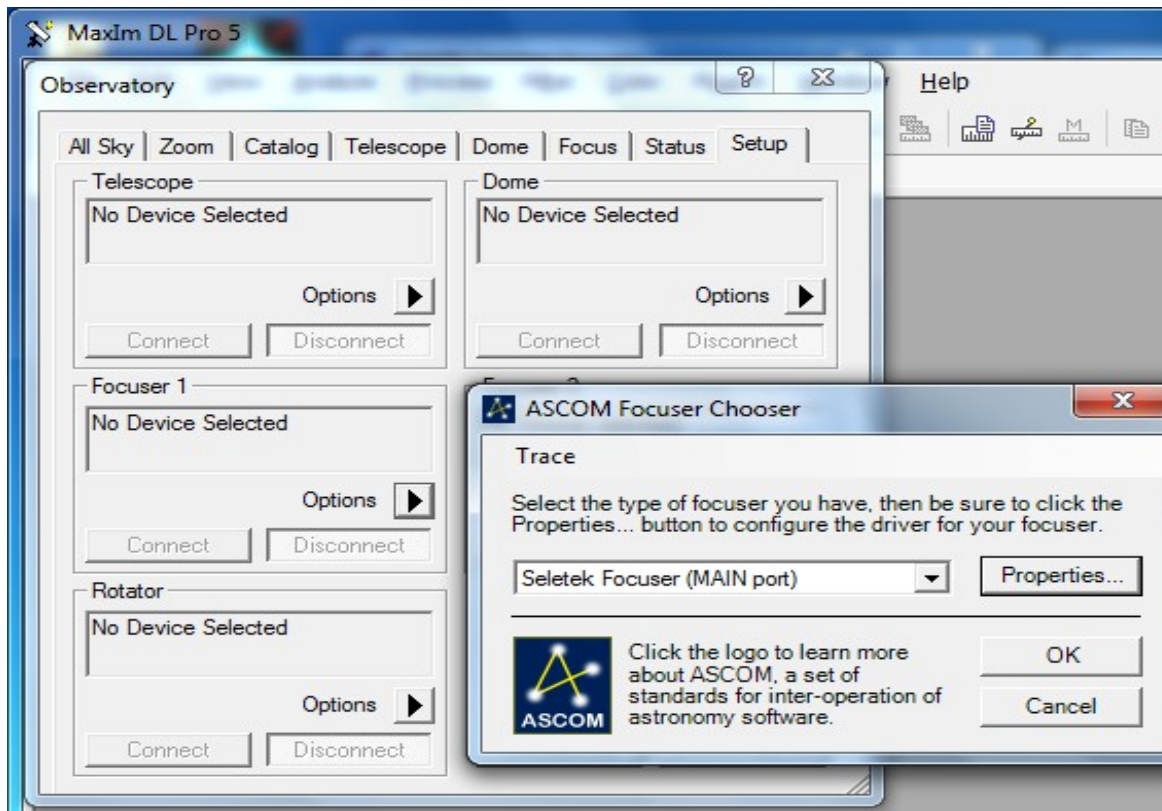 MaxIm DL Pro 5
Observatory
Help
All Sky Zoom Catalog Telescope Dome Focus Status Setup
Telescope
No Device Selected
Options
Connect Disconnect
Dome
No Device Selected
Options
Connect Disconnect
Focuser 1
No Device Selected
Options
Connect Disconnect
Rotator
No Device Selected
Options
Connect Disconnect
ASCOM Focuser Chooser
Trace
Select the type of focuser you have, then be sure to click the
Properties... button to configure the driver for your focuser.
Seletek Focuser (MAIN port)
Properties...
ASCOM
Click the logo to learn more
about ASCOM, a set of
standards for inter-operation of
astronomy software.
OK
Cancel